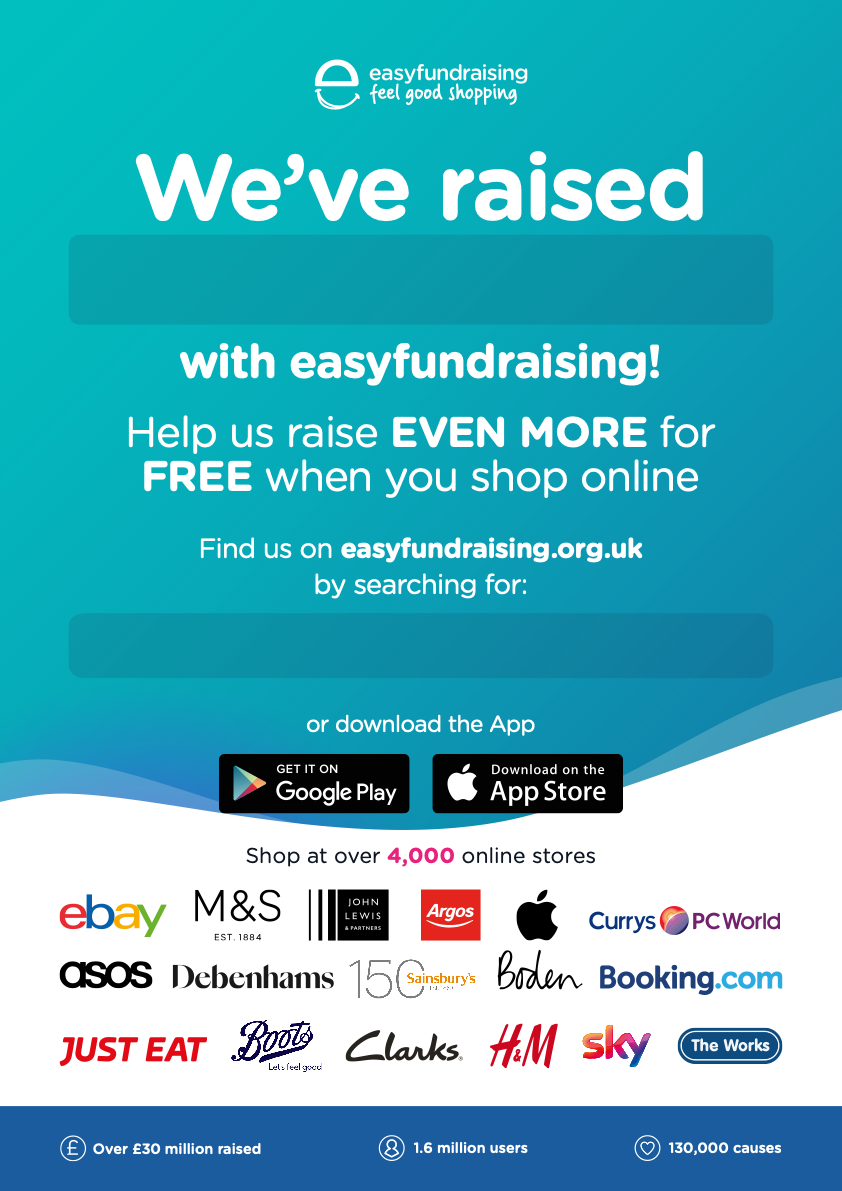 easyfundraising
feel good shopping
We've raised
with easyfundraising!
Help us raise EVEN MORE for
FREE when you shop online
Find us on easyfundraising.org.uk
by searching for:
or download the App
GET IT ON
Google Play
Download on the
App Store
Shop at over 4,000 online stores
ebay
M&S
EST. 1884
JOHN
LEWIS
& PARTNERS
Argos
Currys PC World
asos
Debenhams
150
Sainsbury's
Boden
Booking.com
JUST EAT
Boots
Let's feel good
Clarks
H&M
sky
The Works
Over £30 million raised
1.6 million users
130,000 causes